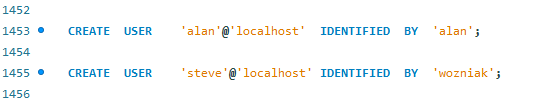 1452
1453 CREATE USER 'alan'@'localhost' IDENTIFIED BY 'alan';
1454
1455 CREATE USER 'steve'@'localhost' IDENTIFIED BY 'wozniak';
1456